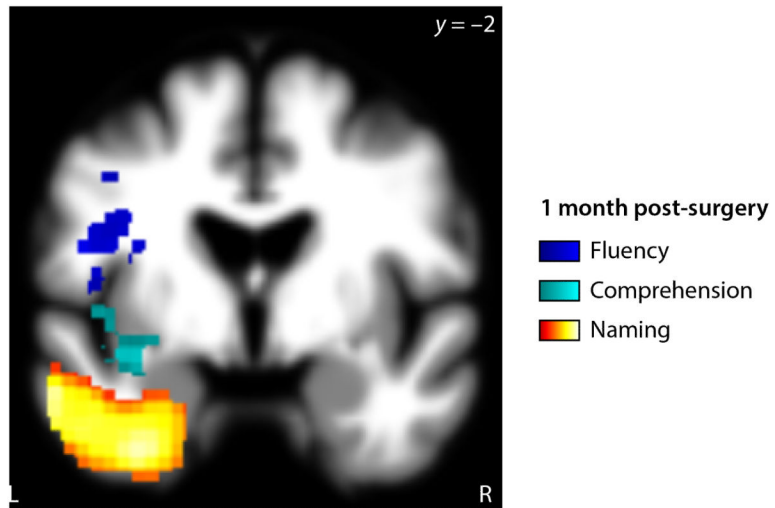 y = –2
1 month post-surgery
Fluency
Comprehension
Naming
L
R